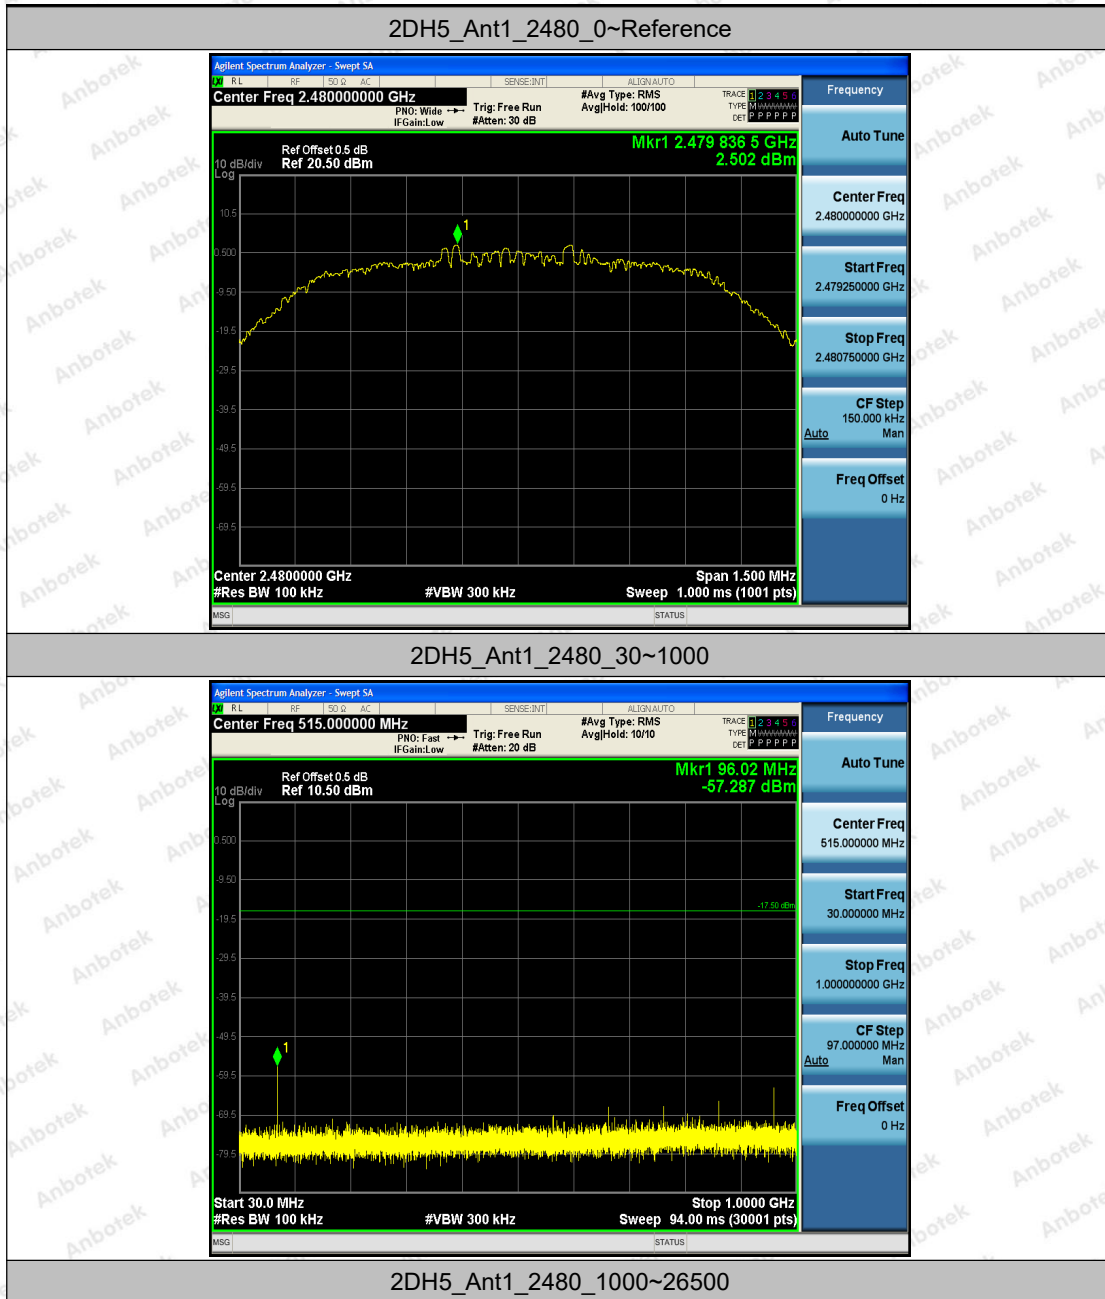 2DH5_Ant1_2480_0~Reference
Agilent Spectrum Analyzer - Swept SA
RL RF 50 Ω AC SENSE:INT ALIGNAUTO
Center Freq 2.480000000 GHz
PNO: Wide
IFGain:Low
Trig: Free Run
#Atten: 30 dB
#Avg Type: RMS
Avg|Hold: 100/100
TRACE 1 2 3 4 5 6
TYPE M
DET P P P P P P
Ref Offset 0.5 dB
10 dB/div Ref 20.50 dBm
Log
Mkr1 2.479 836 5 GHz
2.502 dBm
1
10.5
0.500
-9.50
-19.5
-29.5
-39.5
-49.5
-59.5
-69.5
Center 2.4800000 GHz Span 1.500 MHz
#Res BW 100 kHz #VBW 300 kHz Sweep 1.000 ms (1001 pts)
MSG STATUS
Frequency
Auto Tune
Center Freq
2.480000000 GHz
Start Freq
2.479250000 GHz
Stop Freq
2.480750000 GHz
CF Step
150.000 kHz
Auto Man
Freq Offset
0 Hz
2DH5_Ant1_2480_30~1000
Agilent Spectrum Analyzer - Swept SA
RL RF 50 Ω AC SENSE:INT ALIGNAUTO
Center Freq 515.000000 MHz
PNO: Fast
IFGain:Low
Trig: Free Run
#Atten: 20 dB
#Avg Type: RMS
Avg|Hold: 10/10
TRACE 1 2 3 4 5 6
TYPE M
DET P P P P P P
Ref Offset 0.5 dB
10 dB/div Ref 10.50 dBm
Log
Mkr1 96.02 MHz
-57.287 dBm
0.500
-9.50
-17.50 dBm
-19.5
-29.5
-39.5
-49.5
1
-59.5
-69.5
-79.5
Start 30.0 MHz Stop 1.0000 GHz
#Res BW 100 kHz #VBW 300 kHz Sweep 94.00 ms (30001 pts)
MSG STATUS
Frequency
Auto Tune
Center Freq
515.000000 MHz
Start Freq
30.000000 MHz
Stop Freq
1.000000000 GHz
CF Step
97.000000 MHz
Auto Man
Freq Offset
0 Hz
2DH5_Ant1_2480_1000~26500